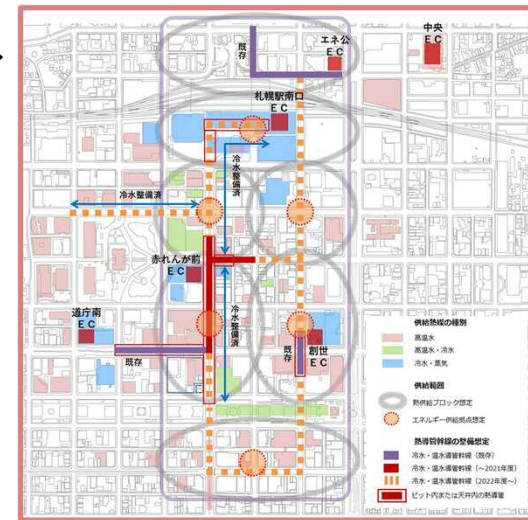 中央
EC
エネ公
EC
既存
札幌駅南口
EC
冷水整備済
冷水整備済
赤れんが前
EC
冷水整備済
道庁南
EC
既存
既存
創世
EC
供給熱媒の種別
高温水
高温水・冷水
冷水・蒸気
供給範囲
熱供給ブロック想定
エネルギー供給拠点想定
熱導管幹線の整備想定
冷水・温水導管幹線（既存）
冷水・温水導管幹線（～2021年度）
冷水・温水導管幹線（2022年度～）
ピット内または天井内の熱導管